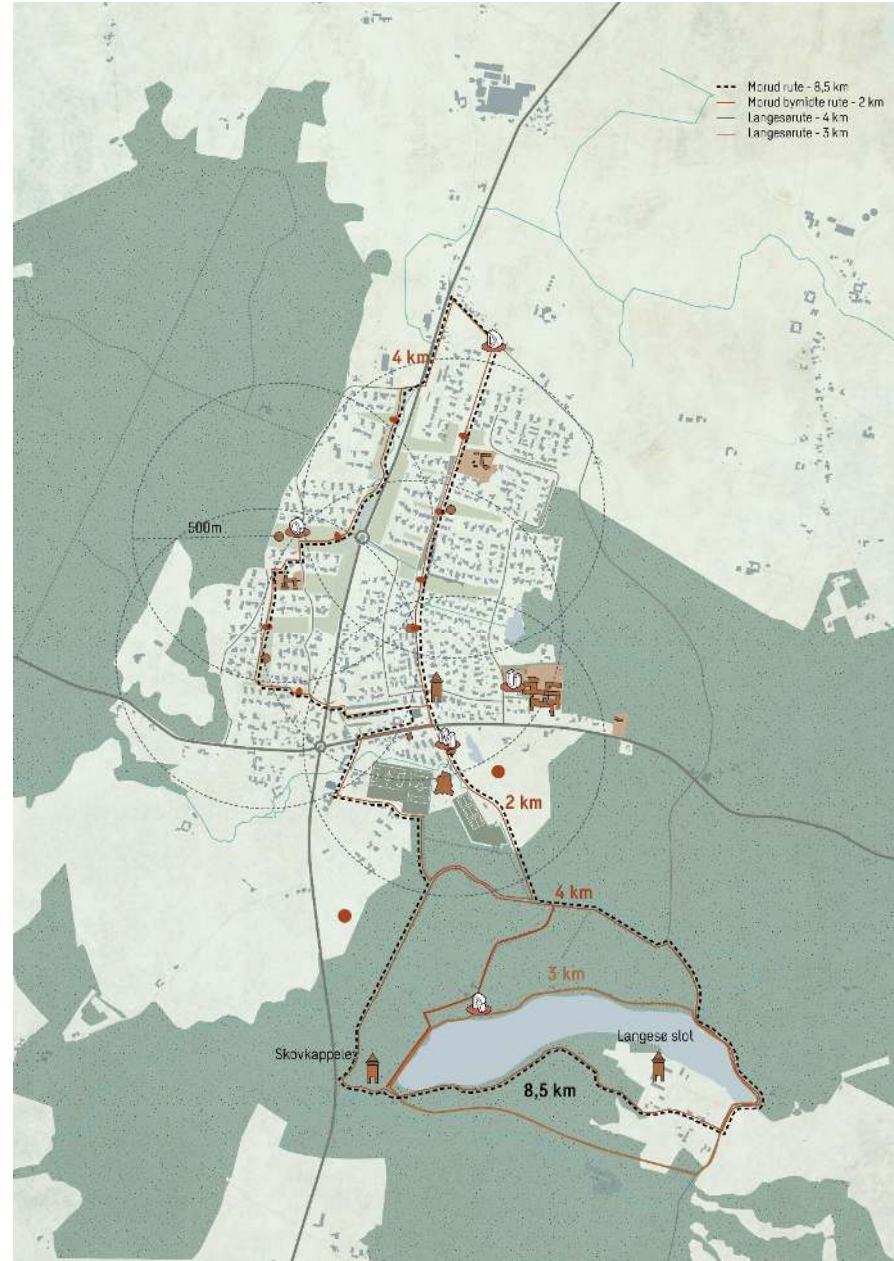 Morud rute - 8,5 km
Morud bymidte rute - 2 km
Langesørute - 4 km
Langesørute - 3 km
4 km
500m
2 km
4 km
3 km
Langesø slot
8,5 km